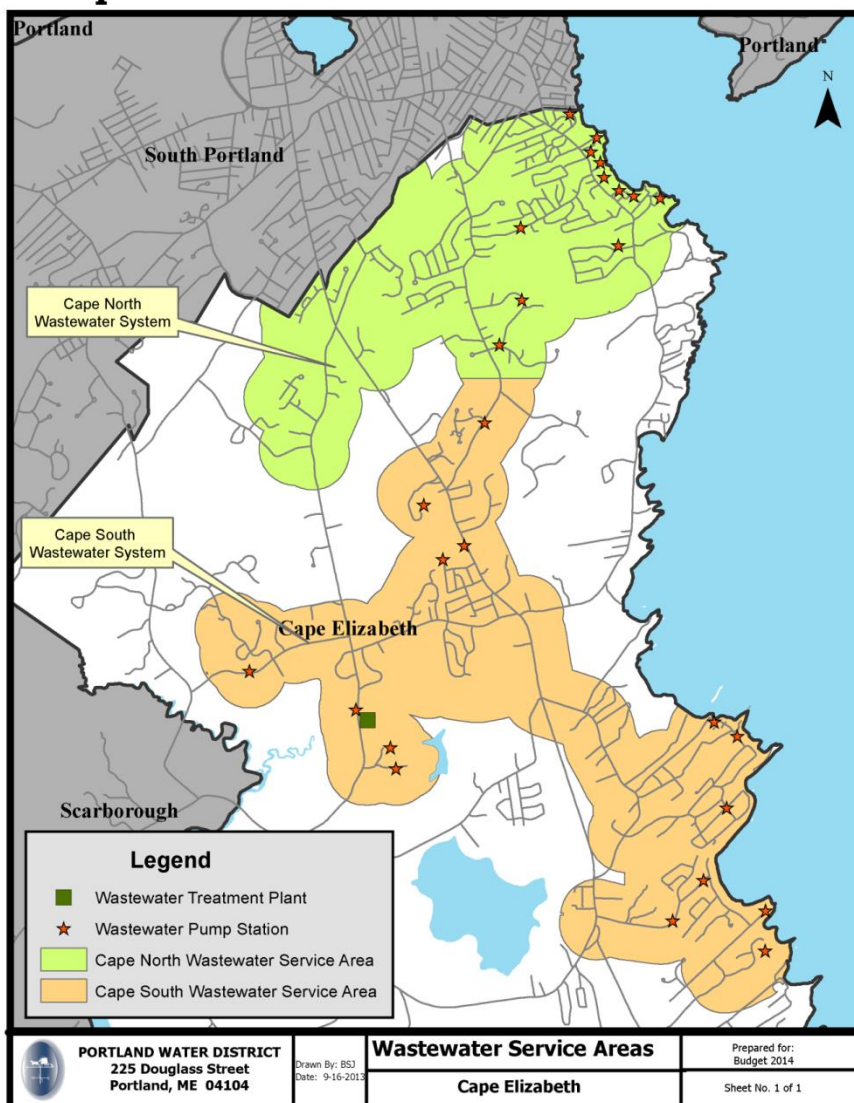 Portland
Portland
N
South Portland
Cape North
Wastewater System
Cape South
Wastewater System
Cape Elizabeth
Scarborough
Legend
Wastewater Treatment Plant
Wastewater Pump Station
Cape North Wastewater Service Area
Cape South Wastewater Service Area
PORTLAND WATER DISTRICT
225 Douglass Street
Portland, ME 04104
Drawn By: BSJ
Date: 9-16-2013
Wastewater Service Areas
Cape Elizabeth
Prepared for:
Budget 2014
Sheet No. 1 of 1